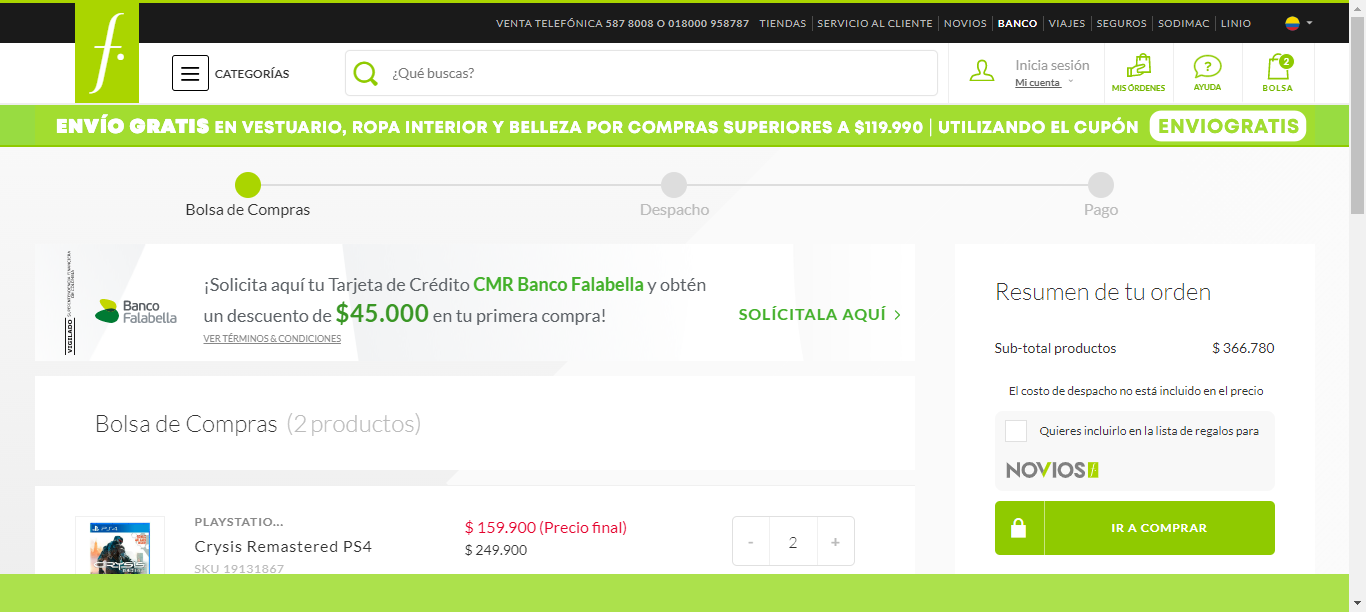 VENTA TELEFÓNICA 587 8008 O 018000 958787 TIENDAS SERVICIO AL CLIENTE NOVIOS BANCO VIAJES SEGUROS SODIMAC LINIO
f.
CATEGORÍAS
¿Qué buscas?
Inicia sesión
Mi cuenta
MIS ÓRDENES
?
AYUDA
2
BOLSA
ENVÍO GRATIS EN VESTUARIO, ROPA INTERIOR Y BELLEZA POR COMPRAS SUPERIORES A $119.990 | UTILIZANDO EL CUPÓN ENVIOGRATIS
Bolsa de Compras
Despacho
Pago
VIGILADO
Banco
Falabella
¡Solicita aquí tu Tarjeta de Crédito CMR Banco Falabella y obtén
un descuento de $45.000 en tu primera compra!
VER TÉRMINOS & CONDICIONES
SOLÍCITALA AQUÍ >
Bolsa de Compras (2 productos)
PS4
CRYSIS
PLAYSTATIO...
Crysis Remastered PS4
SKU 19131867
$ 159.900 (Precio final)
$ 249.900
- 2 +
Resumen de tu orden
Sub-total productos $ 366.780
El costo de despacho no está incluido en el precio
Quieres incluirlo en la lista de regalos para
NOVIOS f
IR A COMPRAR